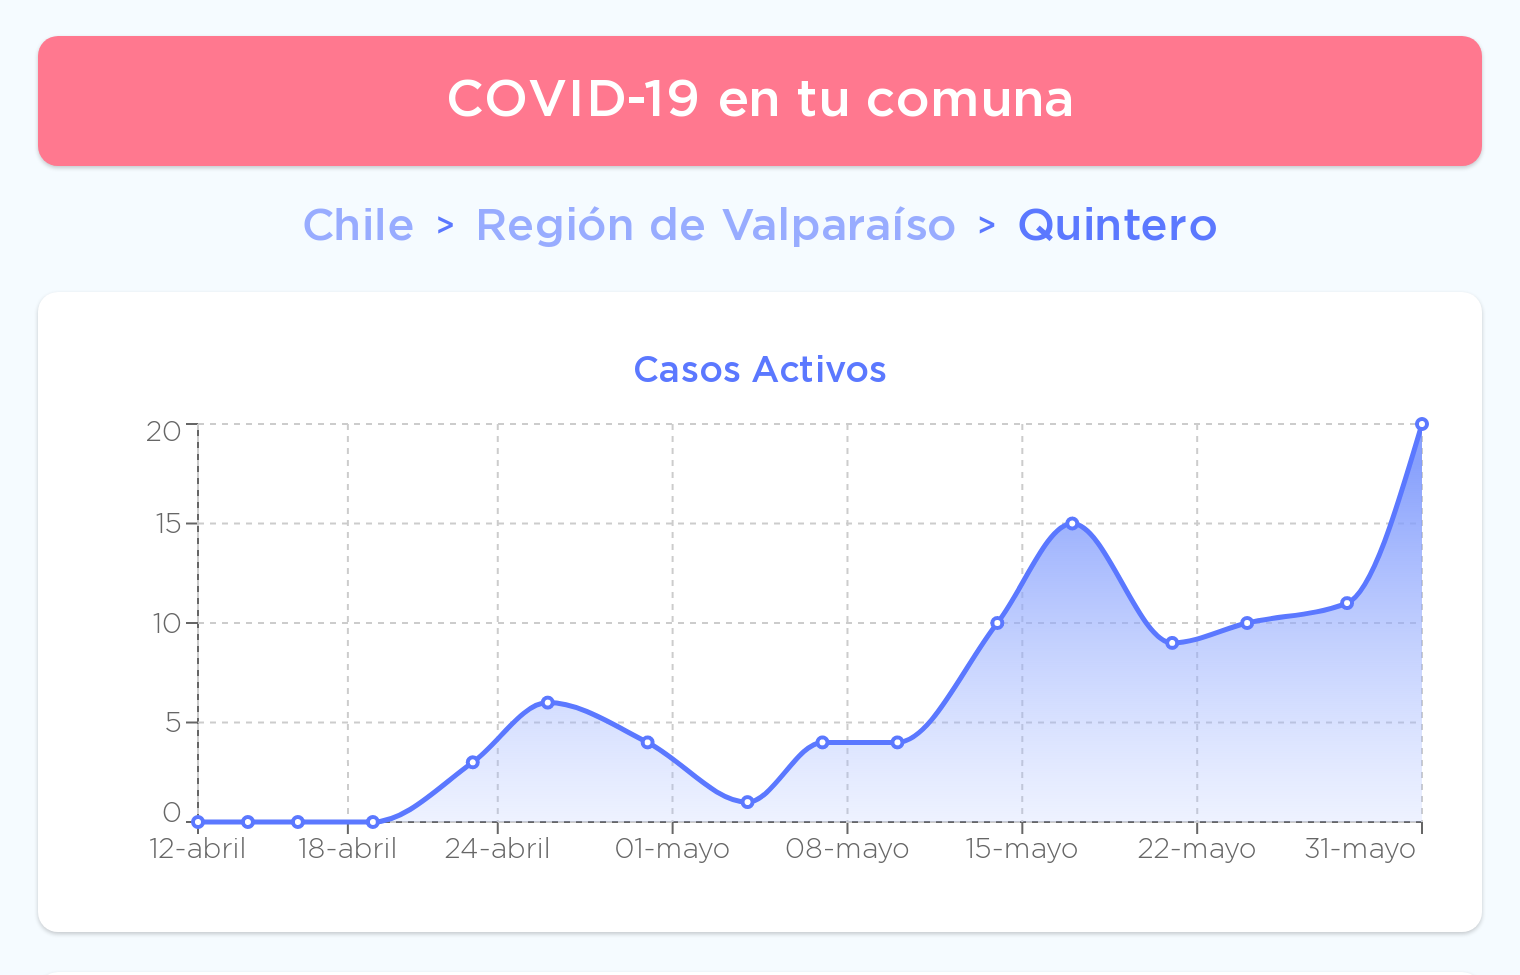 COVID-19 en tu comuna
Chile > Región de Valparaíso > Quintero
Casos Activos
20
15
10
5
0
12-abril 18-abril 24-abril 01-mayo 08-mayo 15-mayo 22-mayo 31-mayo